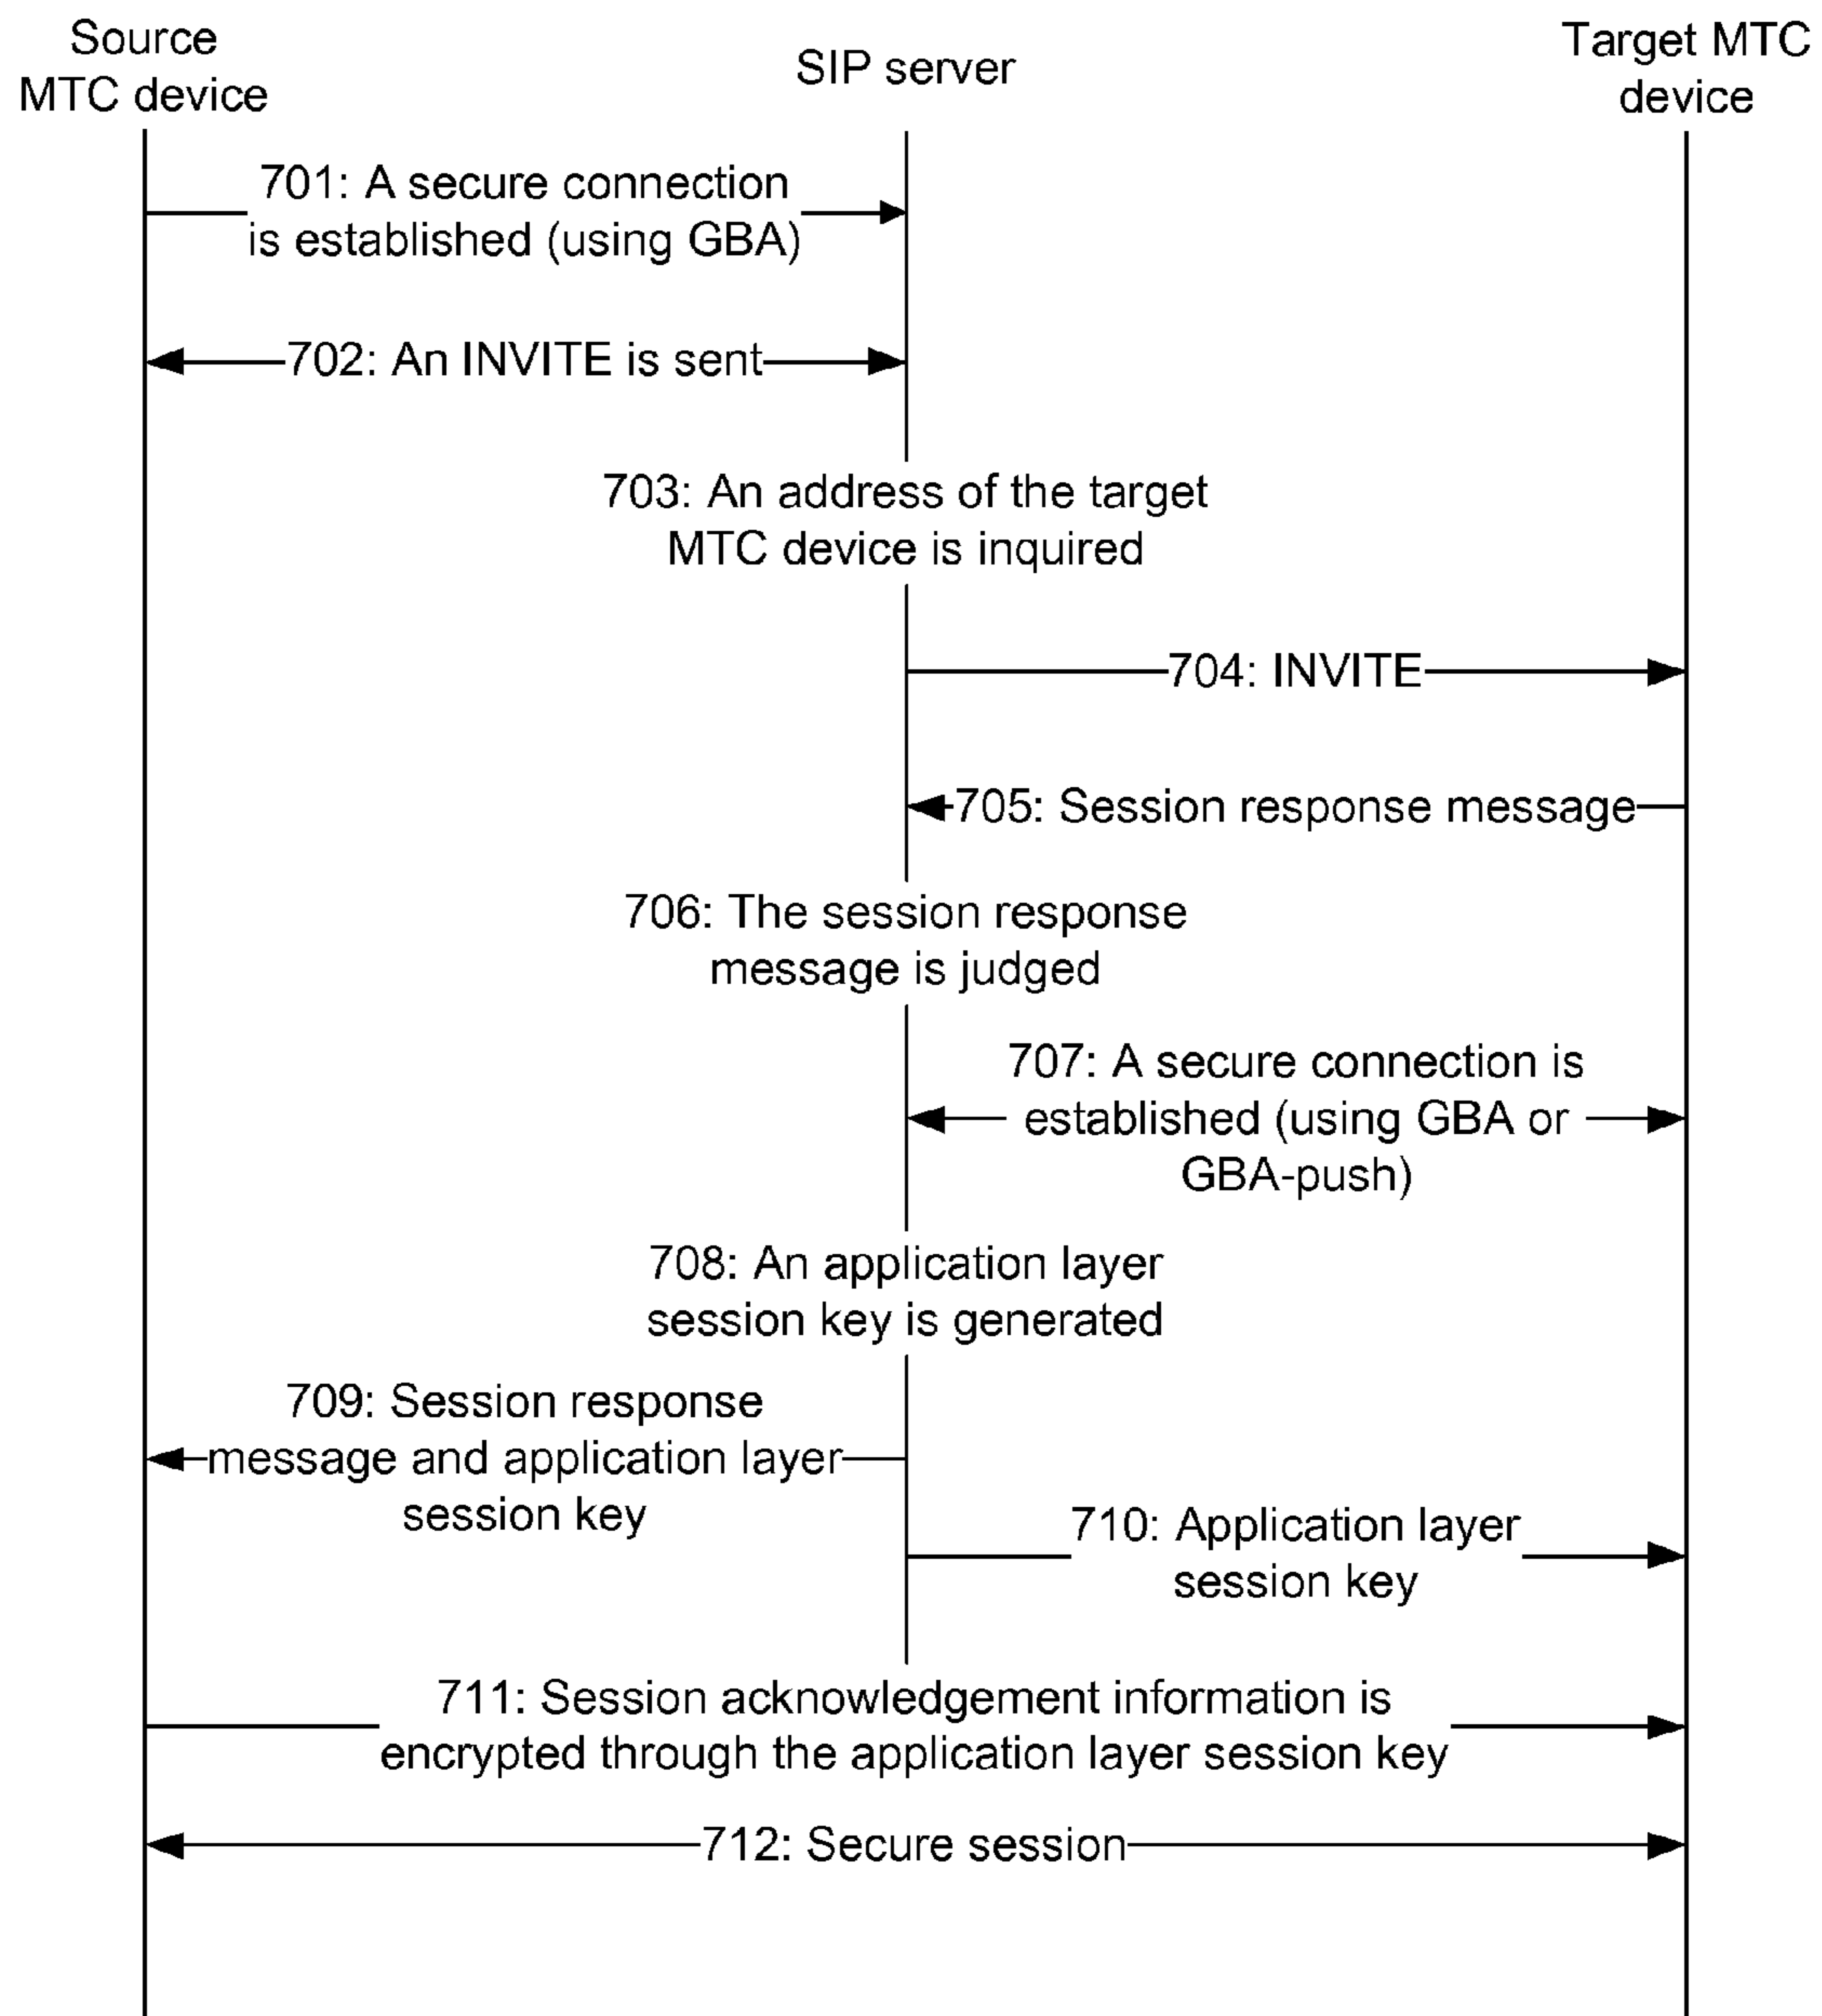 Source
MTC device
SIP server
Target MTC
device
701: A secure connection
is established (using GBA)
702: An INVITE is sent
703: An address of the target
MTC device is inquired
704: INVITE
705: Session response message
706: The session response
message is judged
707: A secure connection is
established (using GBA or
GBA-push)
708: An application layer
session key is generated
709: Session response
message and application layer
session key
710: Application layer
session key
711: Session acknowledgement information is
encrypted through the application layer session key
712: Secure session